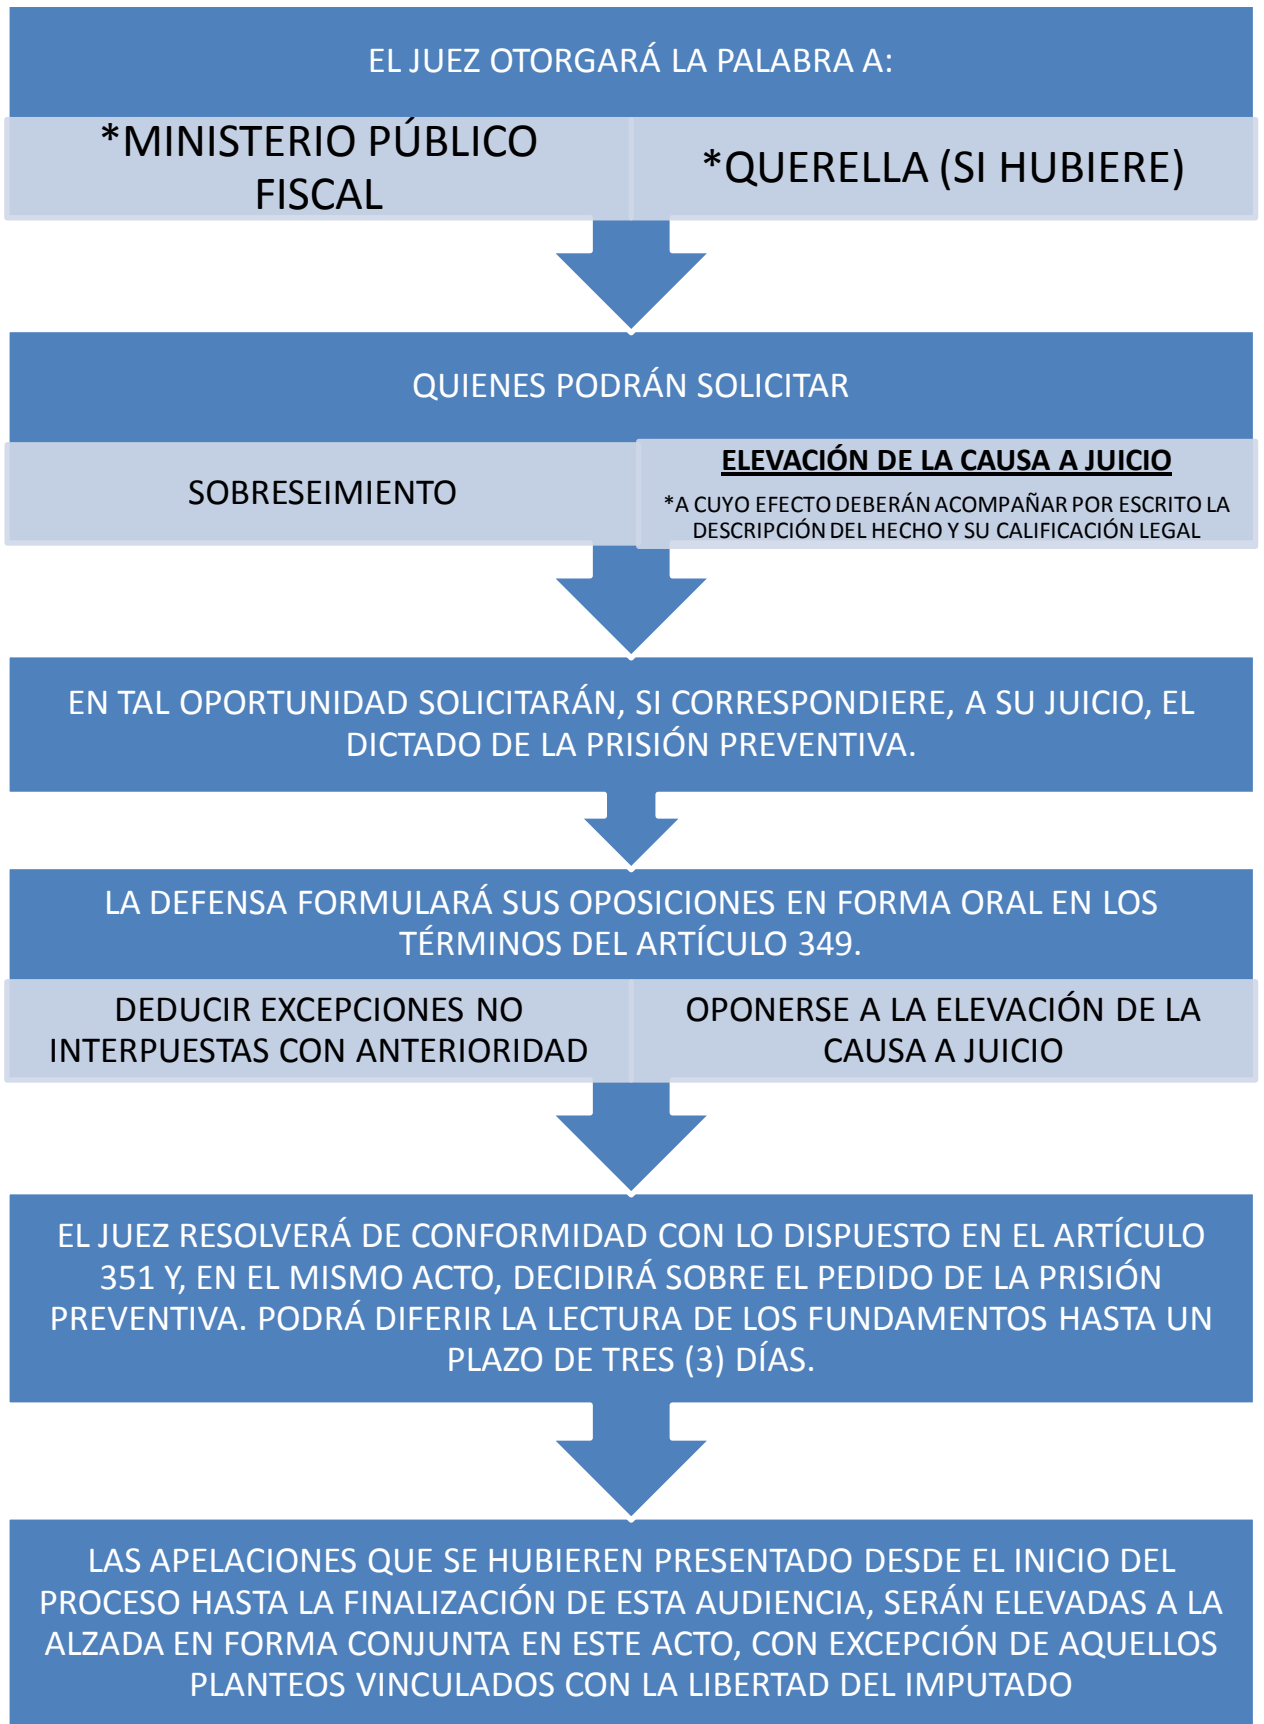 EL JUEZ OTORGARÁ LA PALABRA A:
*MINISTERIO PÚBLICO
FISCAL
*QUERELLA (SI HUBIERE)
QUIENES PODRÁN SOLICITAR
SOBRESEIMIENTO
ELEVACIÓN DE LA CAUSA A JUICIO
*A CUYO EFECTO DEBERÁN ACOMPAÑAR POR ESCRITO LA
DESCRIPCIÓN DEL HECHO Y SU CALIFICACIÓN LEGAL
EN TAL OPORTUNIDAD SOLICITARÁN, SI CORRESPONDIERE, A SU JUICIO, EL
DICTADO DE LA PRISIÓN PREVENTIVA.
LA DEFENSA FORMULARÁ SUS OPOSICIONES EN FORMA ORAL EN LOS
TÉRMINOS DEL ARTÍCULO 349.
DEDUCIR EXCEPCIONES NO
INTERPUESTAS CON ANTERIORIDAD
OPONERSE A LA ELEVACIÓN DE LA
CAUSA A JUICIO
EL JUEZ RESOLVERÁ DE CONFORMIDAD CON LO DISPUESTO EN EL ARTÍCULO
351 Y, EN EL MISMO ACTO, DECIDIRÁ SOBRE EL PEDIDO DE LA PRISIÓN
PREVENTIVA. PODRÁ DIFERIR LA LECTURA DE LOS FUNDAMENTOS HASTA UN
PLAZO DE TRES (3) DÍAS.
LAS APELACIONES QUE SE HUBIEREN PRESENTADO DESDE EL INICIO DEL
PROCESO HASTA LA FINALIZACIÓN DE ESTA AUDIENCIA, SERÁN ELEVADAS A LA
ALZADA EN FORMA CONJUNTA EN ESTE ACTO, CON EXCEPCIÓN DE AQUELLOS
PLANTEOS VINCULADOS CON LA LIBERTAD DEL IMPUTADO